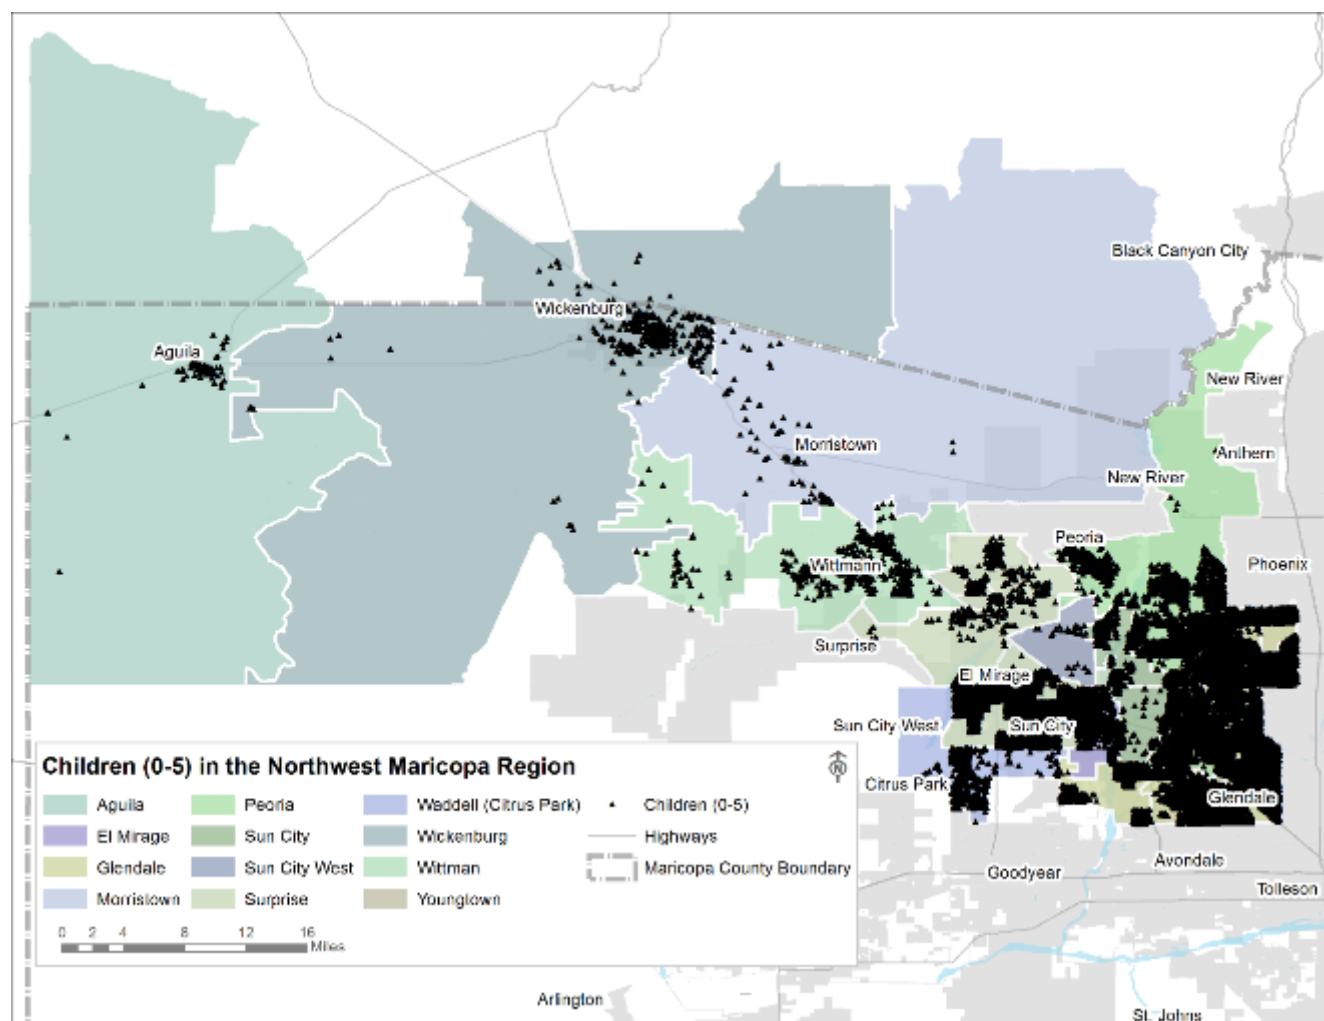 Black Canyon City
Wickenburg
Aguila
New River
Morristown
Anthem
New River
Peoria
Wittmann
Phoenix
Surprise
El Mirage
Sun City West
Sun City
Citrus Park
Glendale
Goodyear
Avondale
Tolleson
Arlington
St. Johns
Children (0-5) in the Northwest Maricopa Region
N
Aguila
Peoria
Waddell (Citrus Park)
Children (0-5)
El Mirage
Sun City
Wickenburg
Highways
Glendale
Sun City West
Wittman
Maricopa County Boundary
Morristown
Surprise
Youngtown
0 2 4 8 12 16
Miles